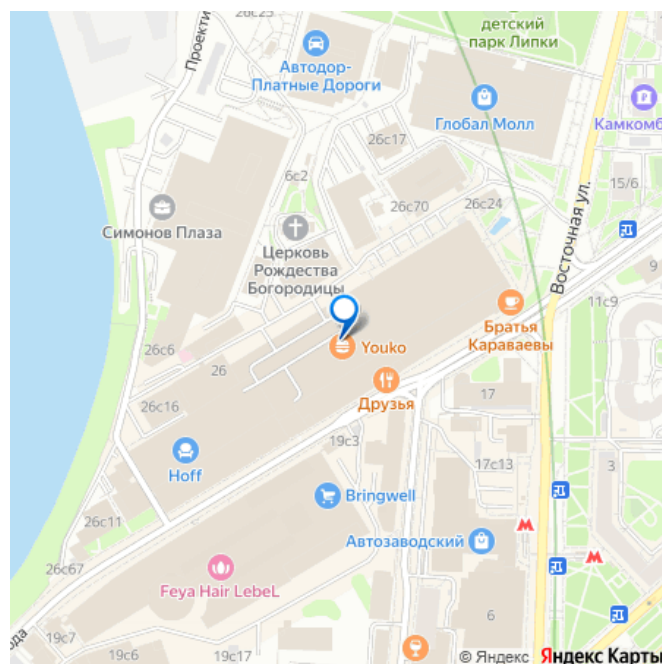 26с25
детский
парк Липки
Проекти
Автодор-
Платные Дороги
Глобал Молл
Камкомб
26с17
6с2
15/6
26с70
26с24
Симонов Плаза
Церковь
Рождества
Богородицы
Восточная ул.
9
11с9
Братья
Караваевы
Youko
26с6
26
Друзья
26с16
17
19с3
Hoff
17с13
3
Bringwell
26с11
Автозаводский
26с67
Feya Hair LebeL
6
ода
19с7
19с6
19с17
© Яндекс Яндекс Карты